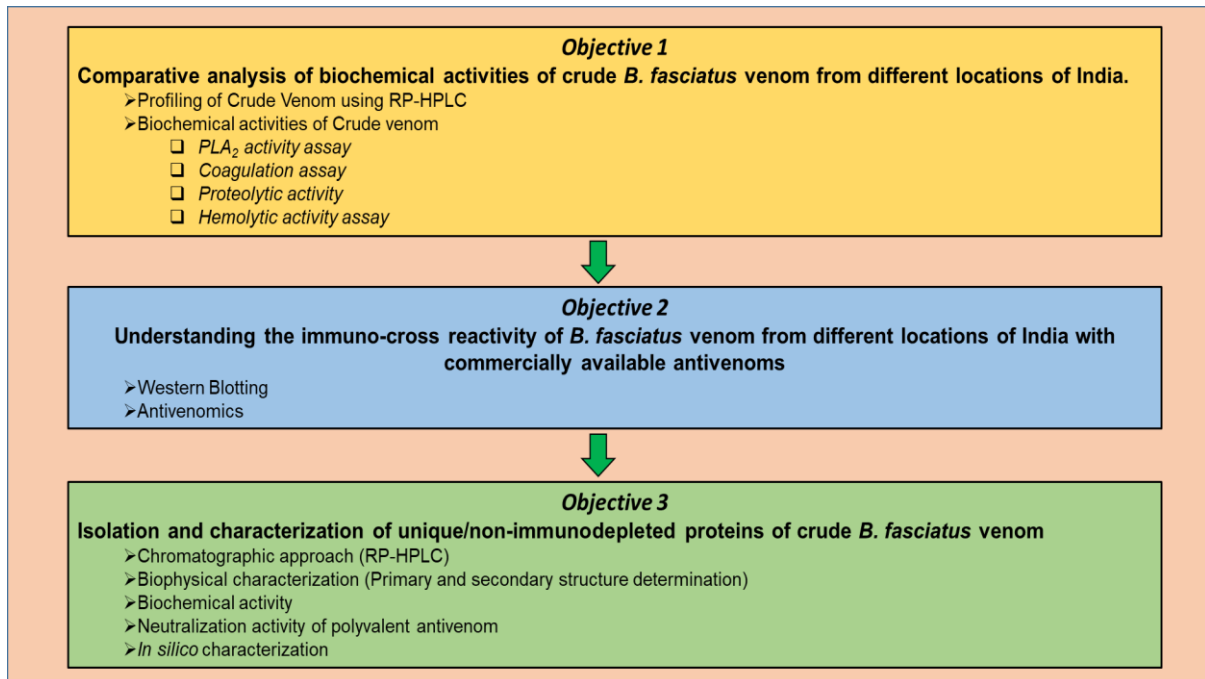 Objective 1
Comparative analysis of biochemical activities of crude B. fasciatus venom from different locations of India.
➢Profiling of Crude Venom using RP-HPLC
➢Biochemical activities of Crude venom
❑ PLA₂ activity assay
❑ Coagulation assay
❑ Proteolytic activity
❑ Hemolytic activity assay
Objective 2
Understanding the immuno-cross reactivity of B. fasciatus venom from different locations of India with
commercially available antivenoms
➢Western Blotting
➢Antivenomics
Objective 3
Isolation and characterization of unique/non-immunodepleted proteins of crude B. fasciatus venom
➢Chromatographic approach (RP-HPLC)
➢Biophysical characterization (Primary and secondary structure determination)
➢Biochemical activity
➢Neutralization activity of polyvalent antivenom
➢In silico characterization